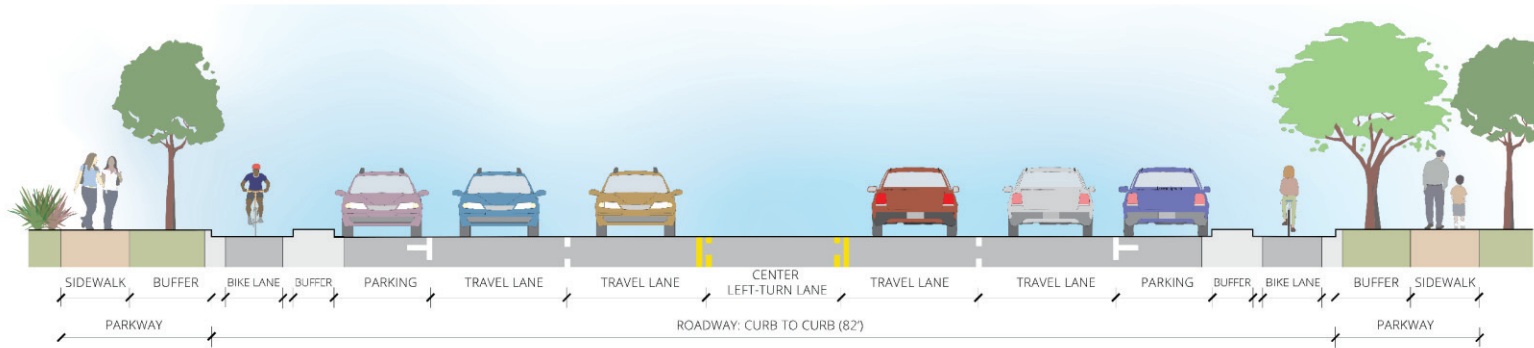 SIDEWALK
BUFFER
BIKE LANE
BUFFER
PARKING
TRAVEL LANE
TRAVEL LANE
CENTER
LEFT-TURN LANE
TRAVEL LANE
TRAVEL LANE
PARKING
BUFFER
BIKE LANE
BUFFER
SIDEWALK
PARKWAY
ROADWAY: CURB TO CURB (82')
PARKWAY